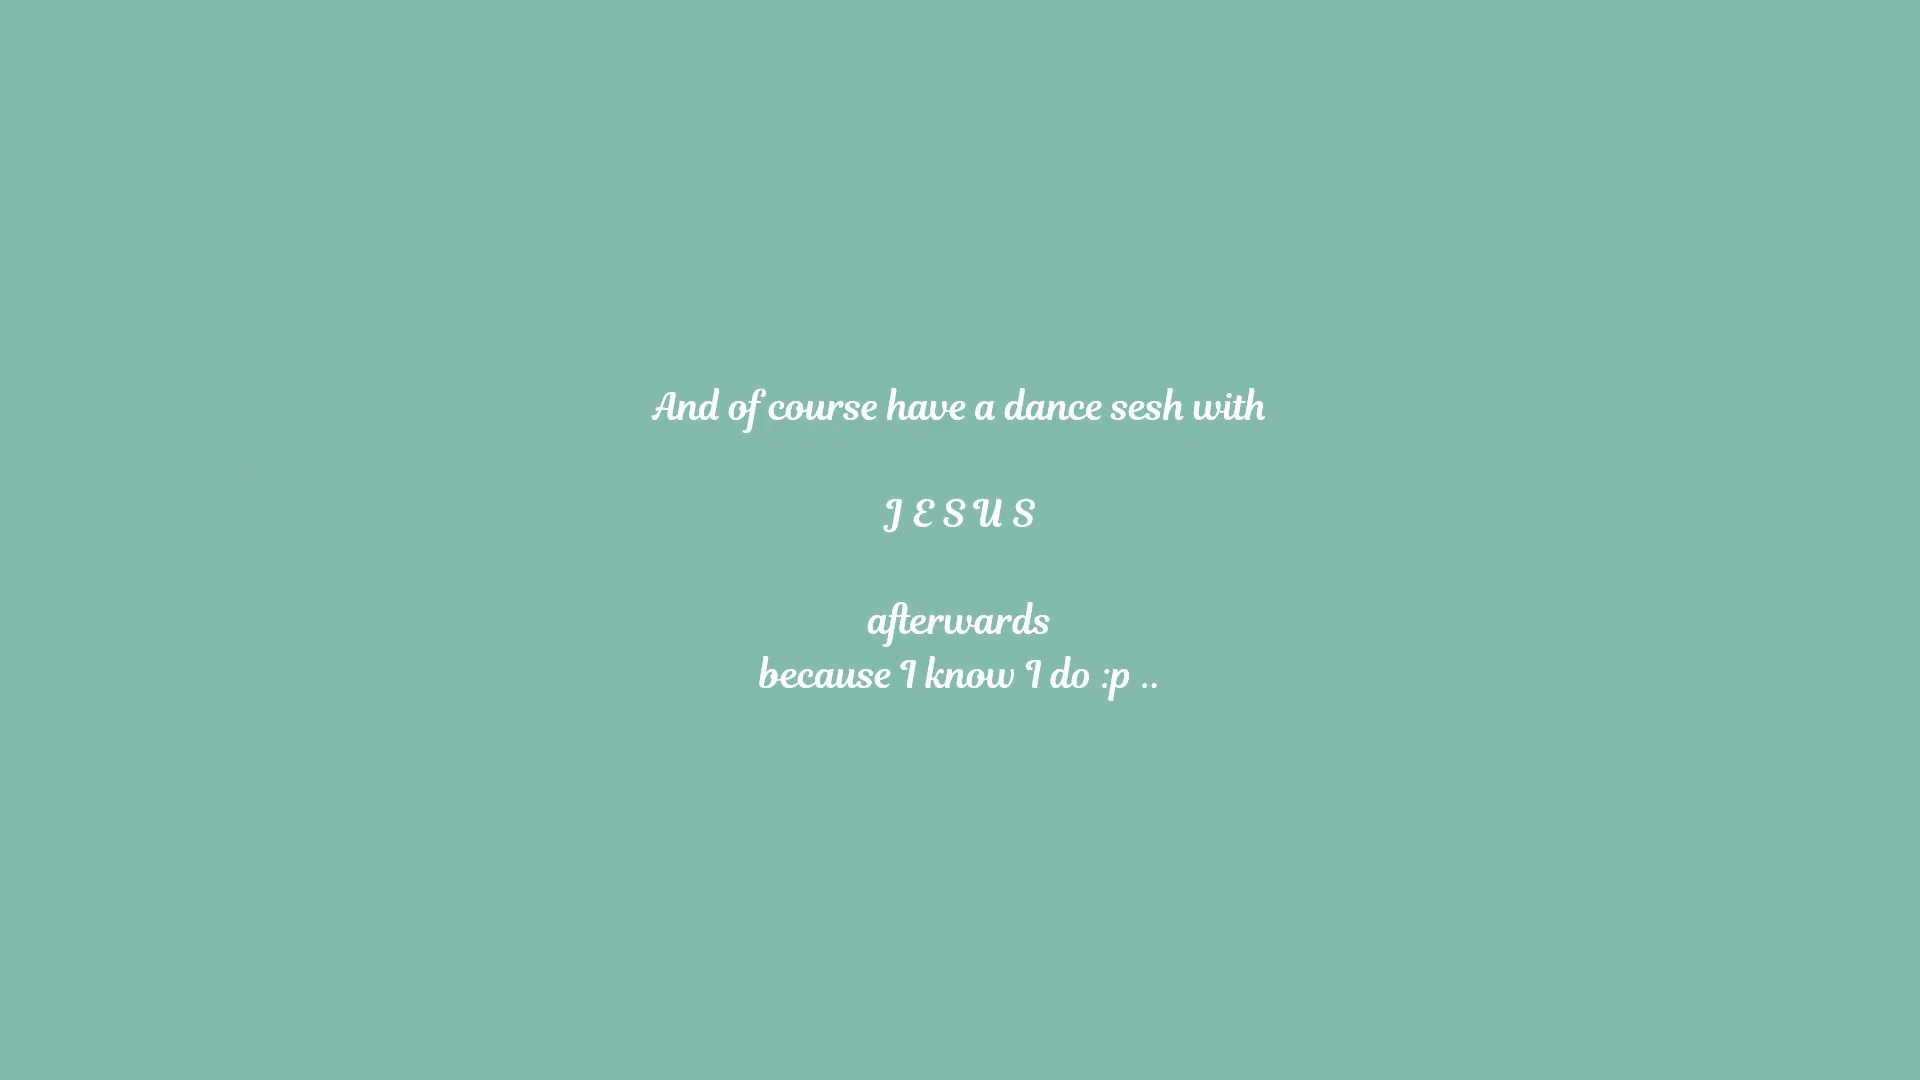 And of course have a dance sesh with
J E S U S
afterwards
because I know I do :p ..